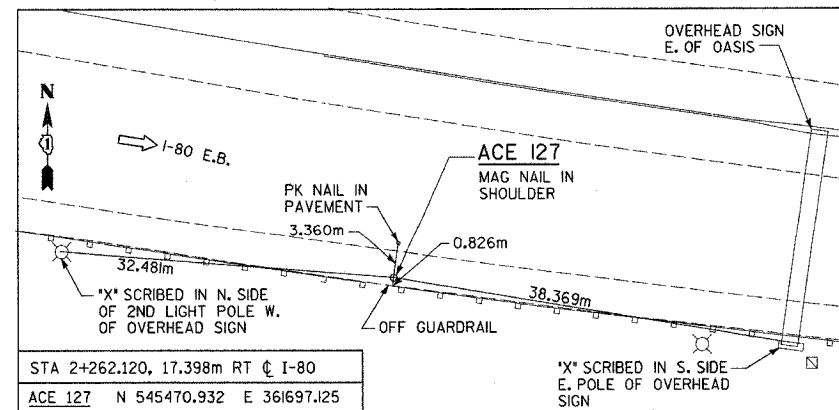 OVERHEAD SIGN
E. OF OASIS
N
1
I-80 E.B.
ACE 127
MAG NAIL IN
SHOULDER
PK NAIL IN
PAVEMENT
3.360m
0.826m
32.481m
38.369m
"X" SCRIBED IN N. SIDE
OF 2ND LIGHT POLE W.
OF OVERHEAD SIGN
OFF GUARDRAIL
"X" SCRIBED IN S. SIDE
E. POLE OF OVERHEAD
SIGN
STA 2+262.120, 17.398m RT ℄ I-80
ACE 127 N 545470.932 E 361697.125